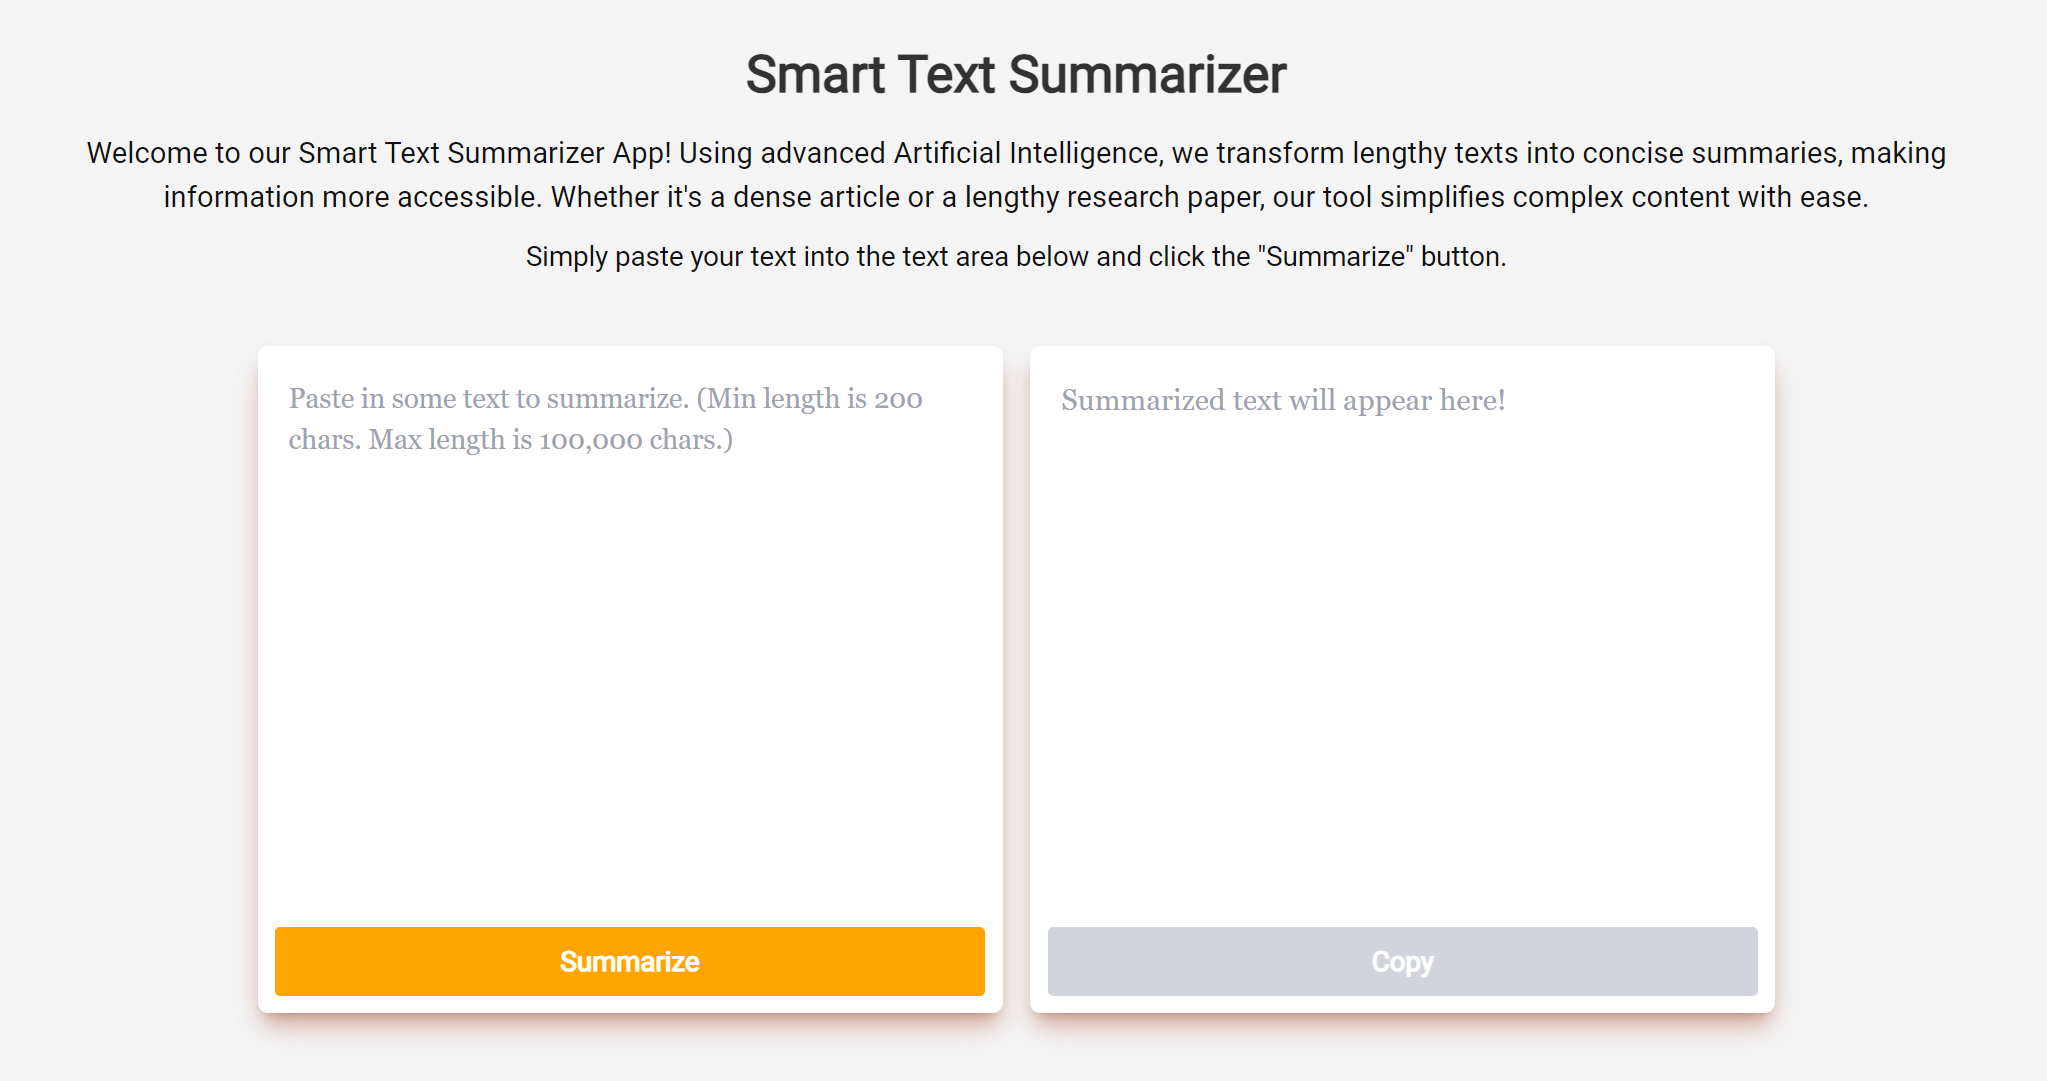 Smart Text Summarizer
Welcome to our Smart Text Summarizer App! Using advanced Artificial Intelligence, we transform lengthy texts into concise summaries, making
information more accessible. Whether it's a dense article or a lengthy research paper, our tool simplifies complex content with ease.
Simply paste your text into the text area below and click the "Summarize" button.
Paste in some text to summarize. (Min length is 200
chars. Max length is 100,000 chars.)
Summarize
Summarized text will appear here!
Copy